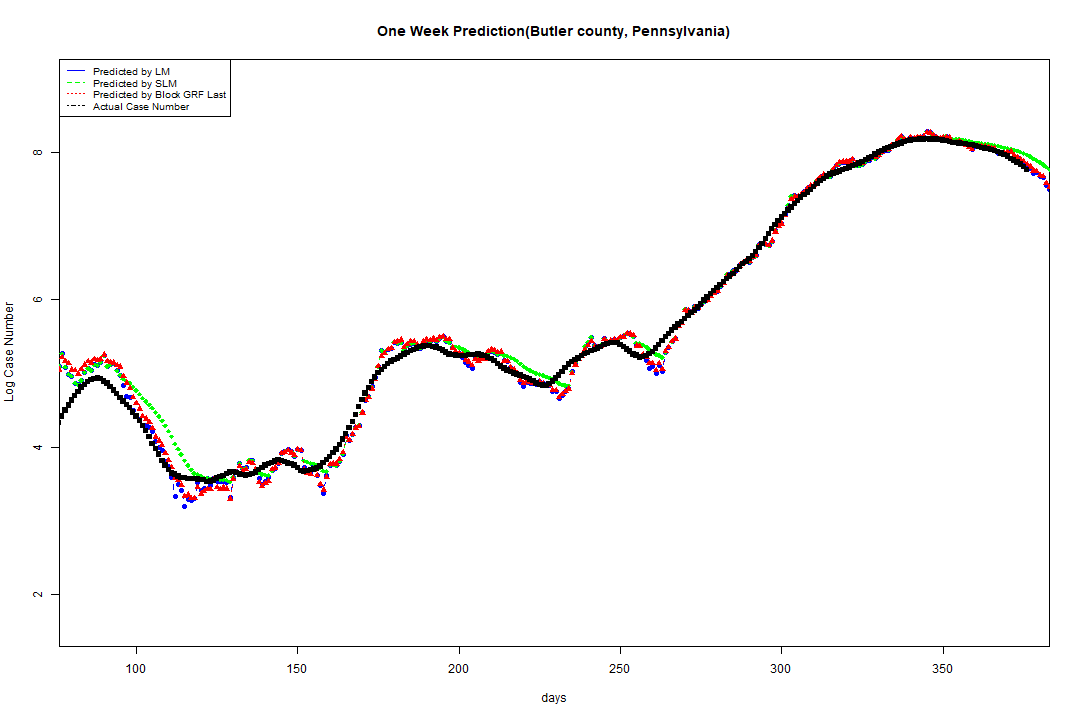 One Week Prediction(Butler county, Pennsylvania)
Predicted by LM
Predicted by SLM
Predicted by Block GRF Last
Actual Case Number
8
6
4
2
Log Case Number
100 150 200 250 300 350
days